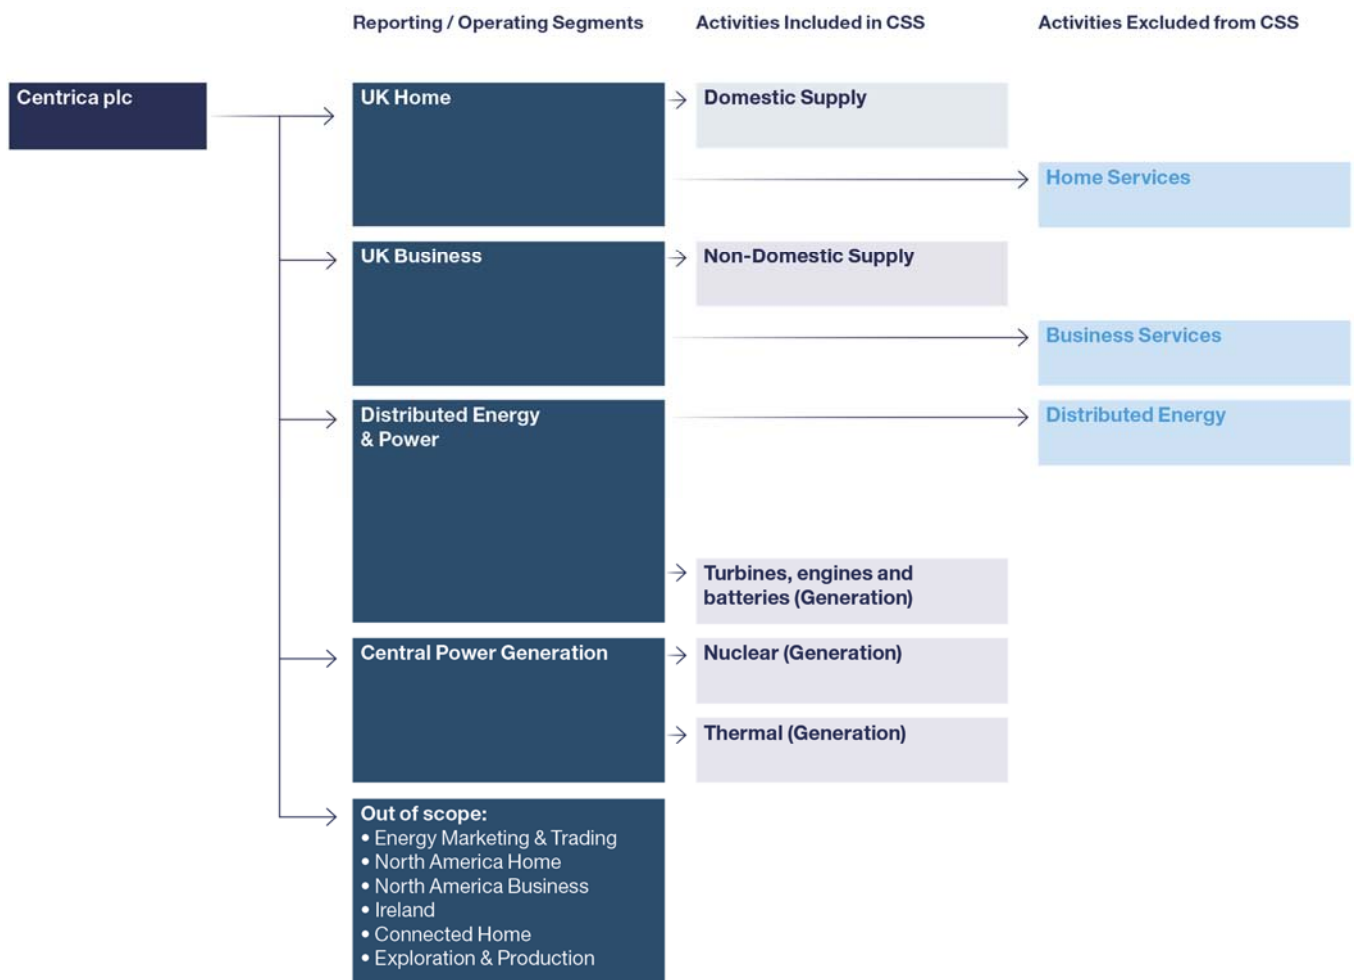 Reporting / Operating Segments
Activities Included in CSS
Activities Excluded from CSS
Centrica plc
UK Home
Domestic Supply
Home Services
UK Business
Non-Domestic Supply
Business Services
Distributed Energy
& Power
Distributed Energy
Turbines, engines and
batteries (Generation)
Central Power Generation
Nuclear (Generation)
Thermal (Generation)
Out of scope:
• Energy Marketing & Trading
• North America Home
• North America Business
• Ireland
• Connected Home
• Exploration & Production